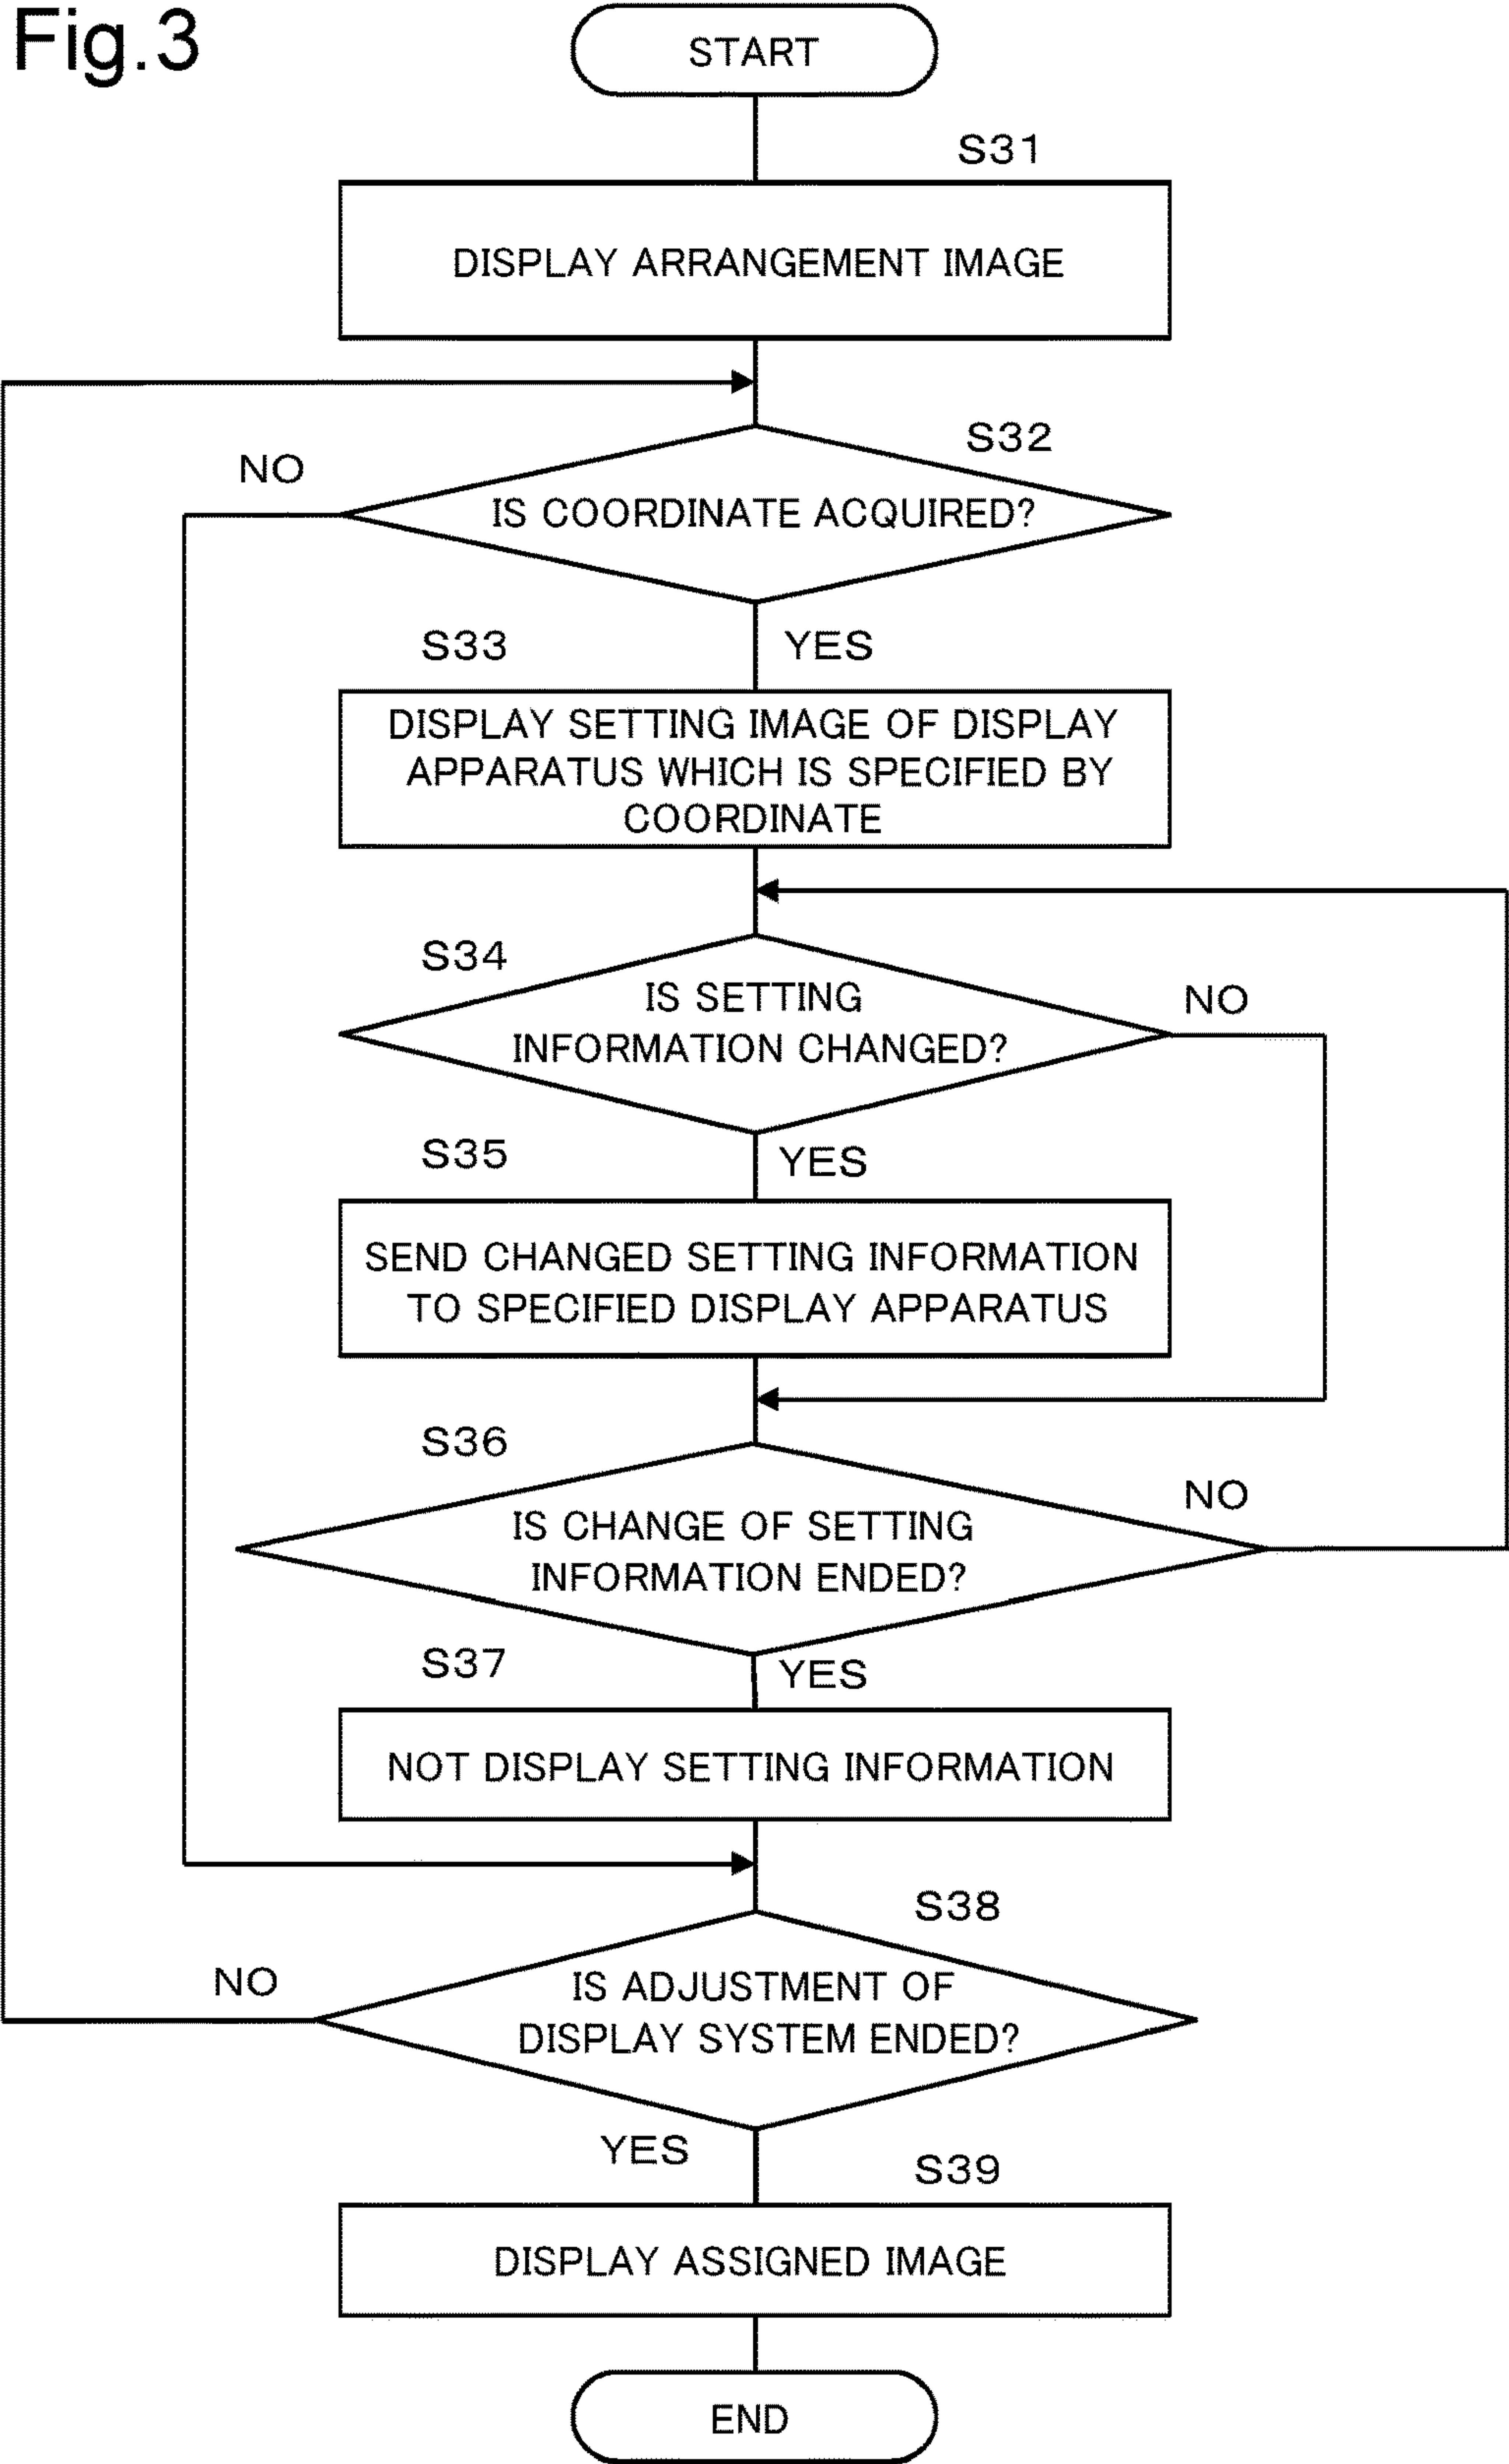 Fig.3
START
S31
DISPLAY ARRANGEMENT IMAGE
S32
NO
IS COORDINATE ACQUIRED?
S33
YES
DISPLAY SETTING IMAGE OF DISPLAY
APPARATUS WHICH IS SPECIFIED BY
COORDINATE
S34
IS SETTING
NO
INFORMATION CHANGED?
S35
YES
SEND CHANGED SETTING INFORMATION
TO SPECIFIED DISPLAY APPARATUS
S36
NO
IS CHANGE OF SETTING
INFORMATION ENDED?
S37
YES
NOT DISPLAY SETTING INFORMATION
S38
NO
IS ADJUSTMENT OF
DISPLAY SYSTEM ENDED?
YES
S39
DISPLAY ASSIGNED IMAGE
END